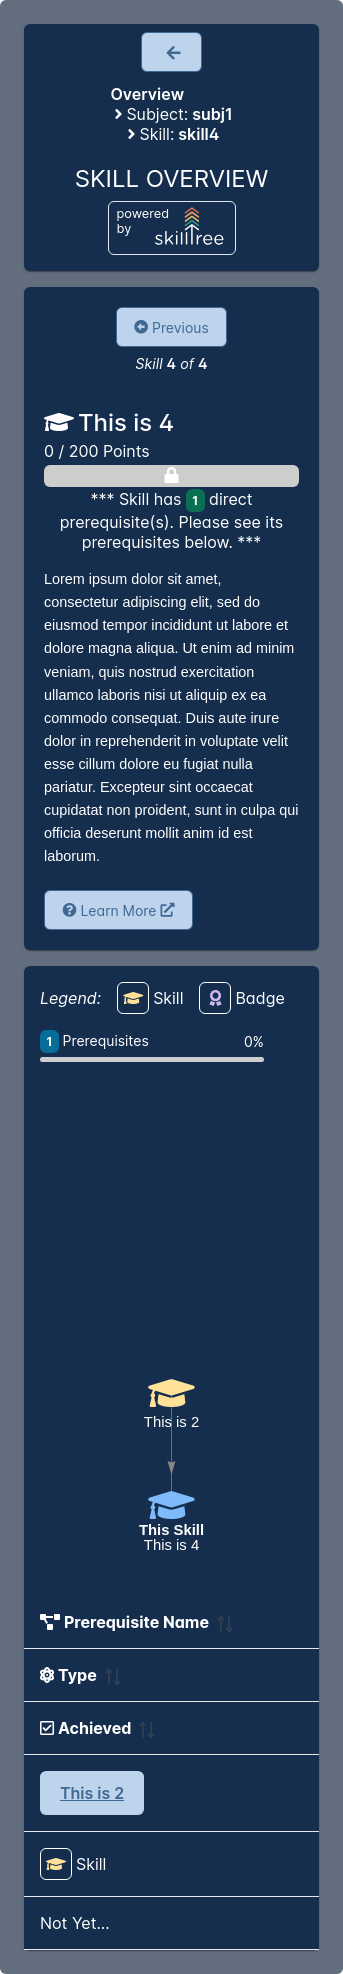 Overview
Subject: subj1
Skill: skill4
SKILL OVERVIEW
powered
by
skilltree
Previous
Skill 4 of 4
This is 4
0 / 200 Points
*** Skill has 1 direct
prerequisite(s). Please see its
prerequisites below. ***
Lorem ipsum dolor sit amet,
consectetur adipiscing elit, sed do
eiusmod tempor incididunt ut labore et
dolore magna aliqua. Ut enim ad minim
veniam, quis nostrud exercitation
ullamco laboris nisi ut aliquip ex ea
commodo consequat. Duis aute irure
dolor in reprehenderit in voluptate velit
esse cillum dolore eu fugiat nulla
pariatur. Excepteur sint occaecat
cupidatat non proident, sunt in culpa qui
officia deserunt mollit anim id est
laborum.
Learn More
Legend: Skill Badge
1 Prerequisites 0%
This is 2
This Skill
This is 4
Prerequisite Name
Type
Achieved
This is 2
Skill
Not Yet...